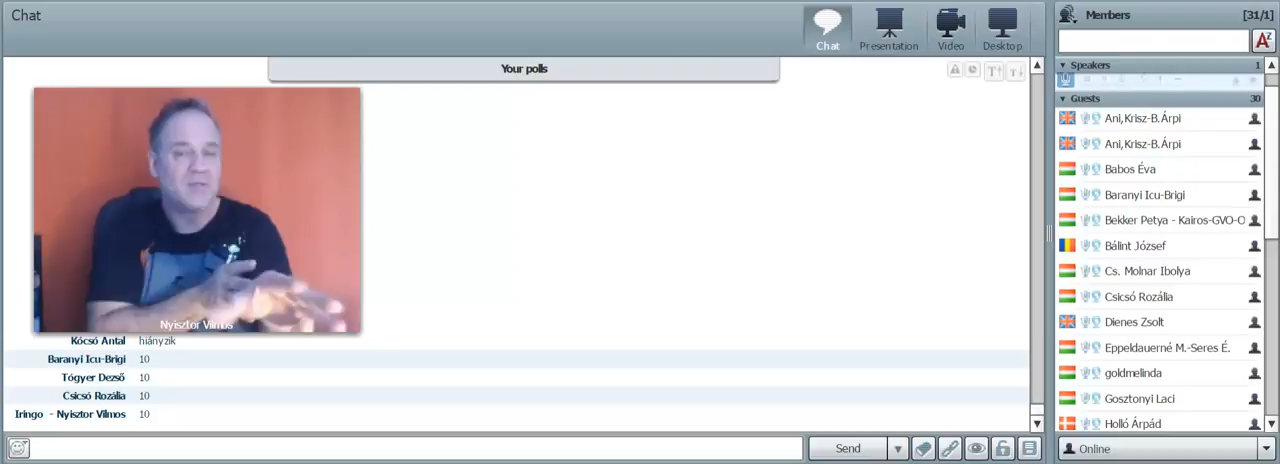 Chat
Chat
Presentation
Video
Desktop
Your polls
Nyisztor Vilmos
Kócsó Antal hiányzik
Baranyi Icu-Brigi 10
Tógyer Dezső 10
Csicsó Rozália 10
Iringo - Nyisztor Vilmos 10
Send
Members [31/1]
Speakers 1
Guests 30
Ani,Krisz-B.Árpi
Ani,Krisz-B.Árpi
Babos Éva
Baranyi Icu-Brigi
Bekker Petya - Kairos-GVO-O
Bálint József
Cs. Molnar Ibolya
Csicsó Rozália
Dienes Zsolt
Eppeldauerné M.-Seres É.
goldmelinda
Gosztonyi Laci
Holló Árpád
Online